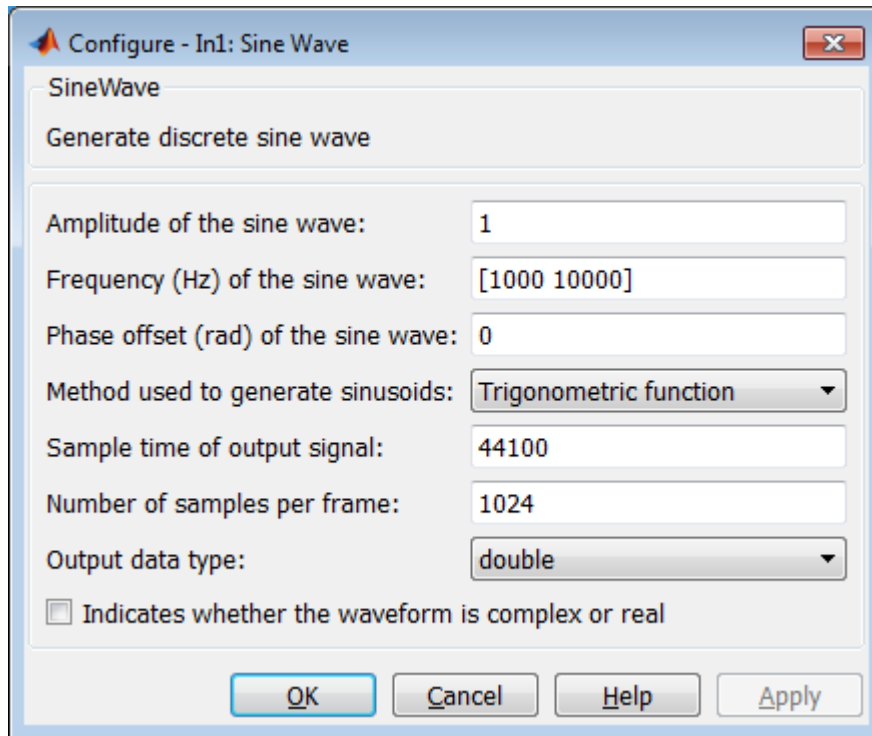 Configure - In1: Sine Wave
SineWave
Generate discrete sine wave
Amplitude of the sine wave: 1
Frequency (Hz) of the sine wave: [1000 10000]
Phase offset (rad) of the sine wave: 0
Method used to generate sinusoids: Trigonometric function
Sample time of output signal: 44100
Number of samples per frame: 1024
Output data type: double
Indicates whether the waveform is complex or real
OK Cancel Help Apply